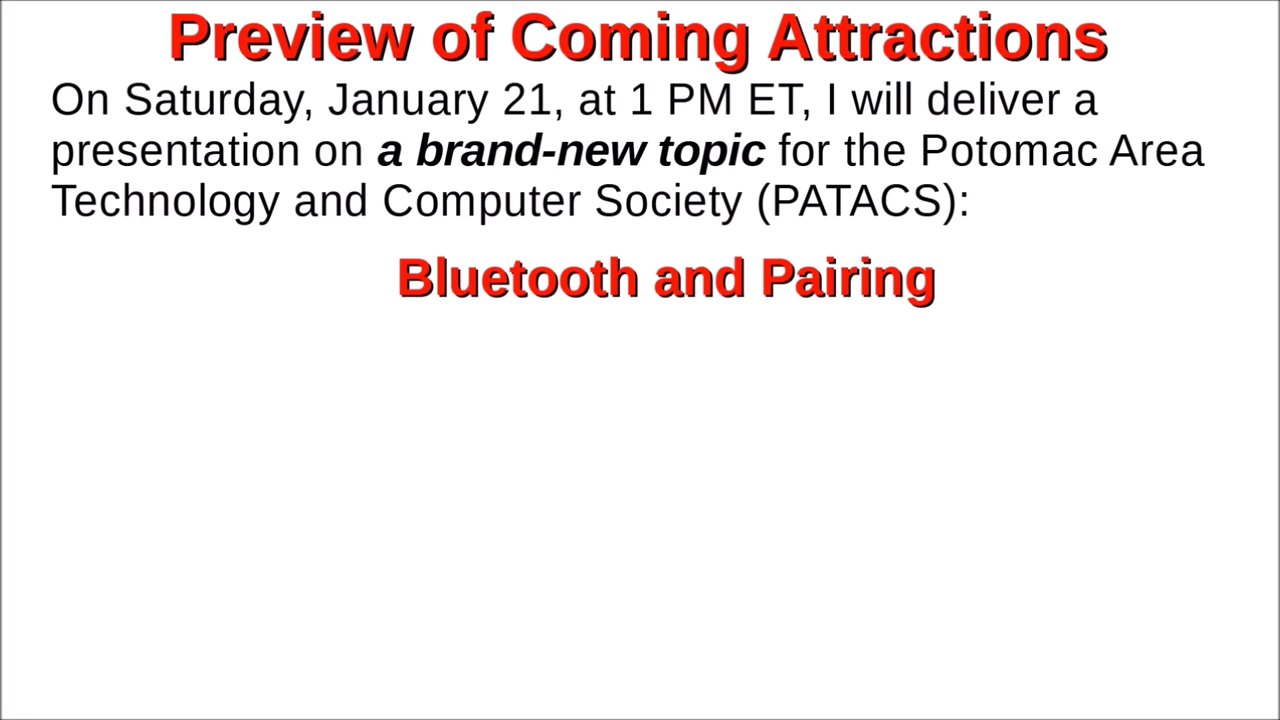 Preview of Coming Attractions
On Saturday, January 21, at 1 PM ET, I will deliver a
presentation on a brand-new topic for the Potomac Area
Technology and Computer Society (PATACS):
Bluetooth and Pairing